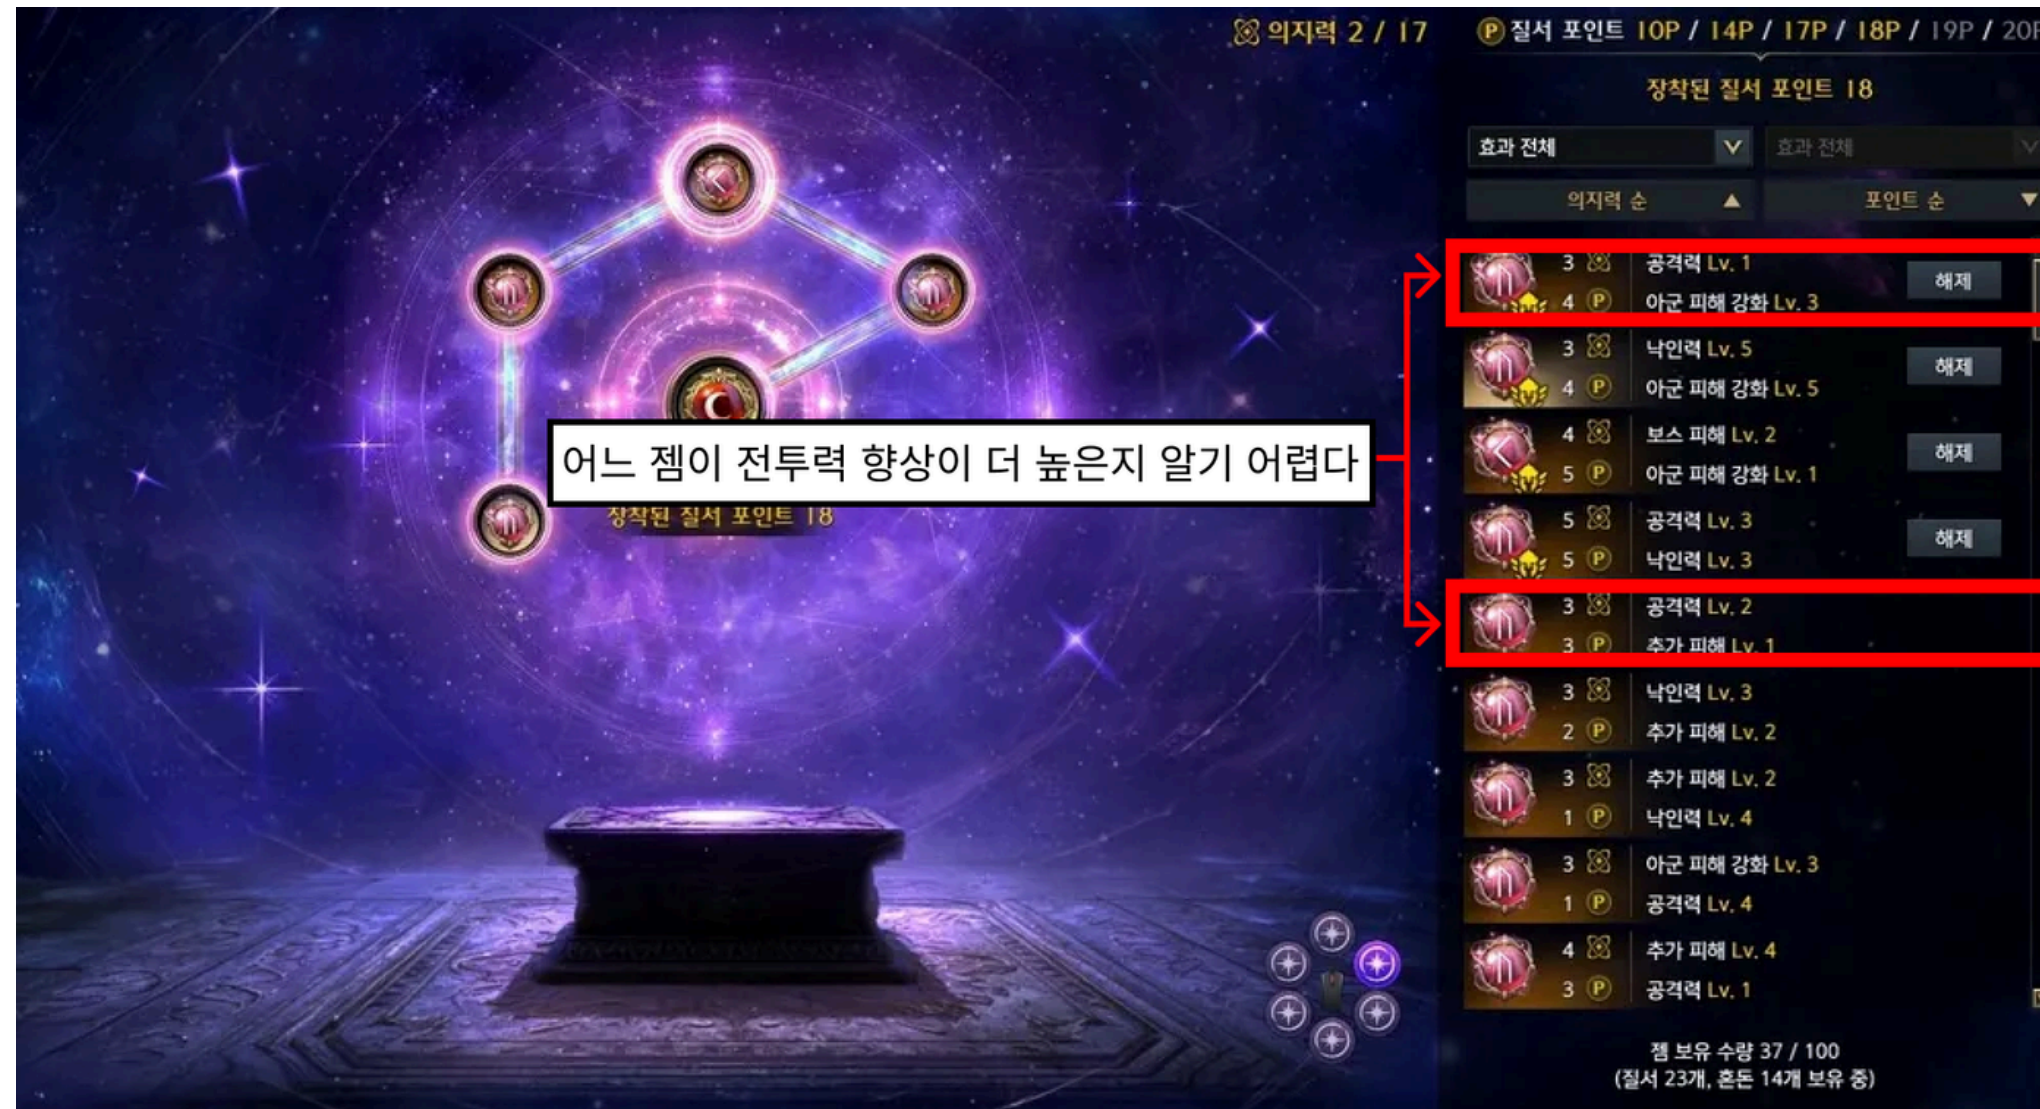 의지력 2 / 17
P 질서 포인트 10P / 14P / 17P / 18P / 19P / 20P
장착된 질서 포인트 18
효과 전체
효과 전체
의지력 순 ▲
포인트 순 ▼
3 공격력 Lv. 1
해제
4 P 아군 피해 강화 Lv. 3
3 낙인력 Lv. 5
해제
4 P 아군 피해 강화 Lv. 5
4 보스 피해 Lv. 2
해제
5 P 아군 피해 강화 Lv. 1
5 공격력 Lv. 3
해제
5 P 낙인력 Lv. 3
3 공격력 Lv. 2
3 P 추가 피해 Lv. 1
3 낙인력 Lv. 3
2 P 추가 피해 Lv. 2
3 추가 피해 Lv. 2
1 P 낙인력 Lv. 4
3 아군 피해 강화 Lv. 3
1 P 공격력 Lv. 4
4 추가 피해 Lv. 4
3 P 공격력 Lv. 1
젬 보유 수량 37 / 100
(질서 23개, 혼돈 14개 보유 중)
어느 젬이 전투력 향상이 더 높은지 알기 어렵다
장착된 질서 포인트 18